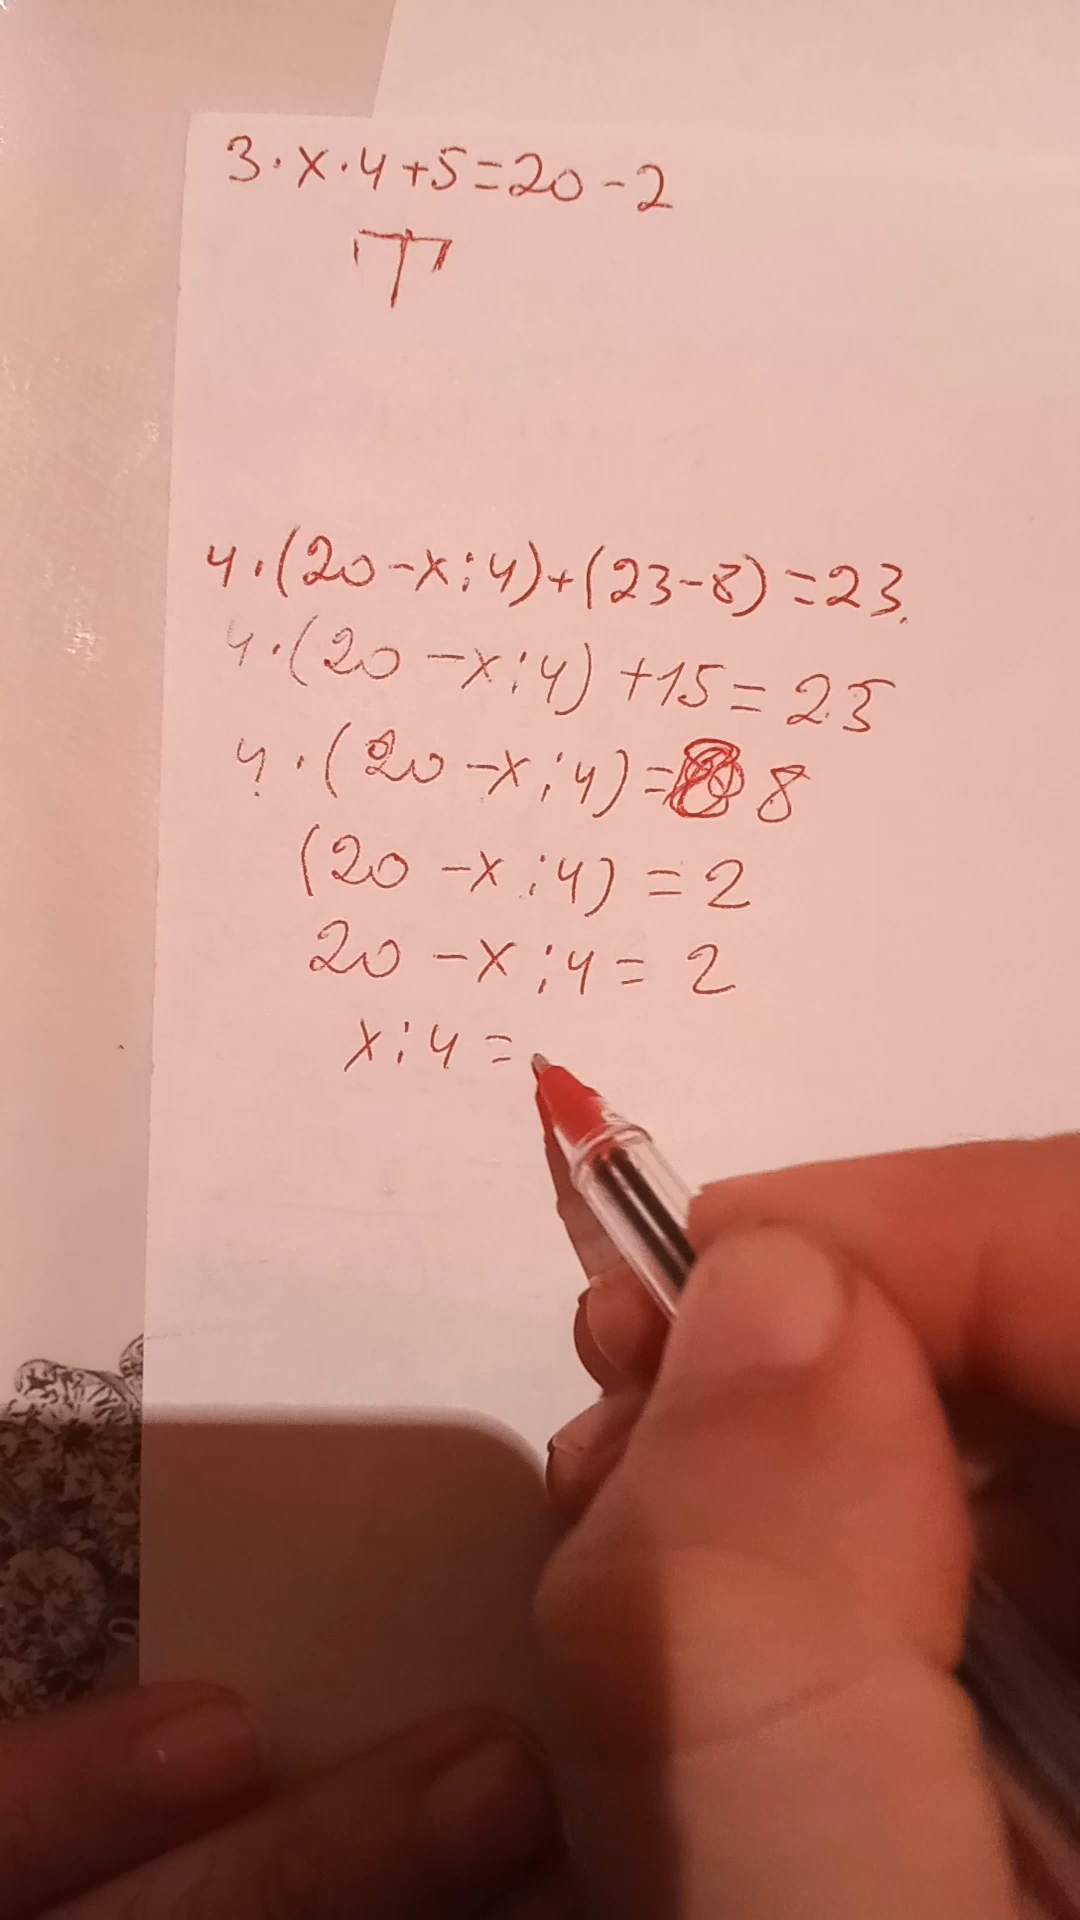 3·x·4+5=20-2
T
4·(20-x:4)+(23-8)=23.
4·(20-x:4)+15=23
4·(20-x:4)=8
(20-x:4)=2
20-x:4=2
x:4=